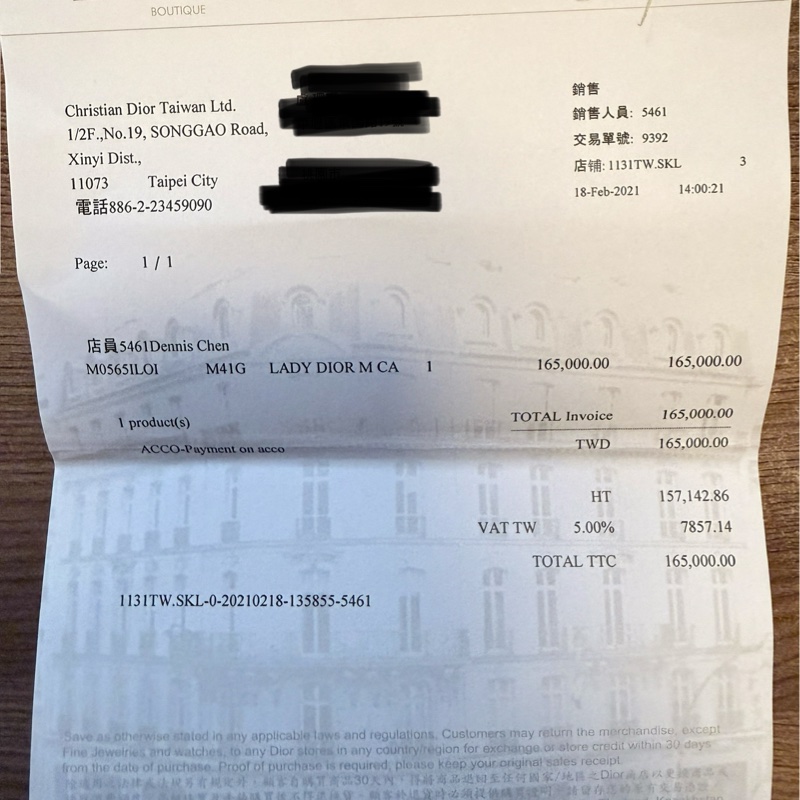 BOUTIQUE
Christian Dior Taiwan Ltd.
1/2F.,No.19, SONGGAO Road,
Xinyi Dist.,
11073 Taipei City
電話886-2-23459090
銷售
銷售人員: 5461
交易單號: 9392
店铺: 1131TW.SKL 3
18-Feb-2021 14:00:21
Page: 1 / 1
店員5461Dennis Chen
M0565ILOI M41G LADY DIOR M CA 1 165,000.00 165,000.00
1 product(s) TOTAL Invoice 165,000.00
ACCO-Payment on acco TWD 165,000.00
HT 157,142.86
VAT TW 5.00% 7857.14
TOTAL TTC 165,000.00
1131TW.SKL-0-20210218-135855-5461
Save as otherwise stated in any applicable laws and regulations, Customers may return the merchandise, except
Fine Jewelries and watches, to any Dior stores in any country/region for exchange or store credit within 30 days
from the date of purchase. Proof of purchase is required, please keep your original sales receipt.